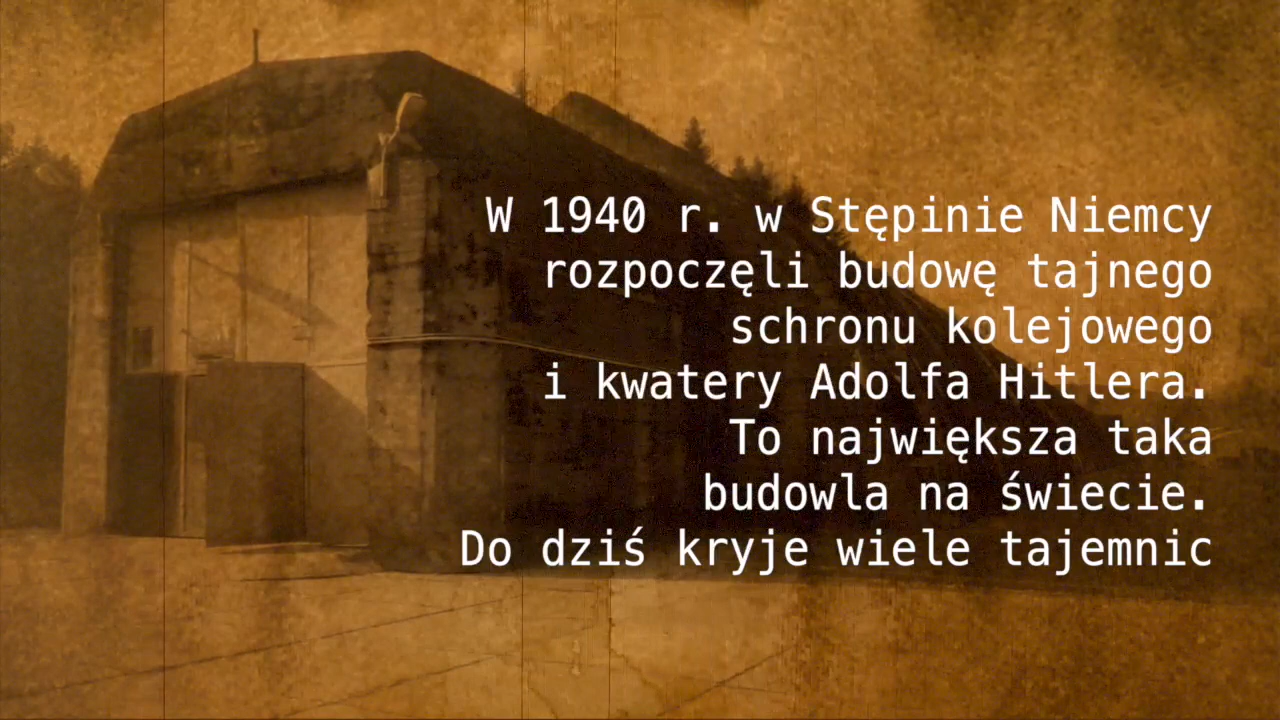 W 1940 r. w Stępinie Niemcy
rozpoczęli budowę tajnego
schronu kolejowego
i kwatery Adolfa Hitlera.
To największa taka
budowla na świecie.
Do dziś kryje wiele tajemnic